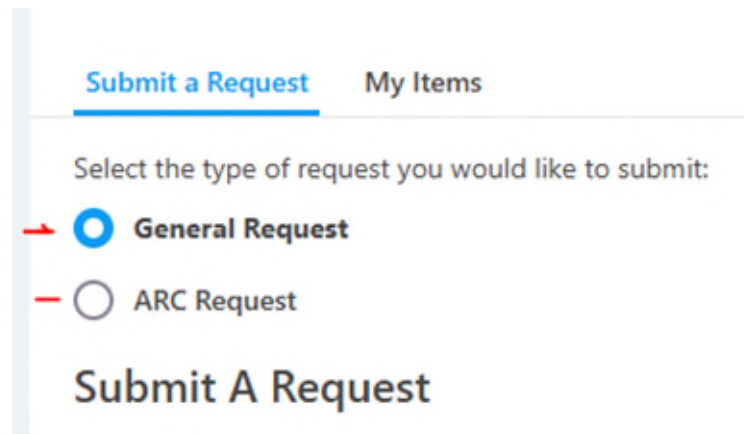 Submit a Request My Items
Select the type of request you would like to submit:
General Request
ARC Request
Submit A Request